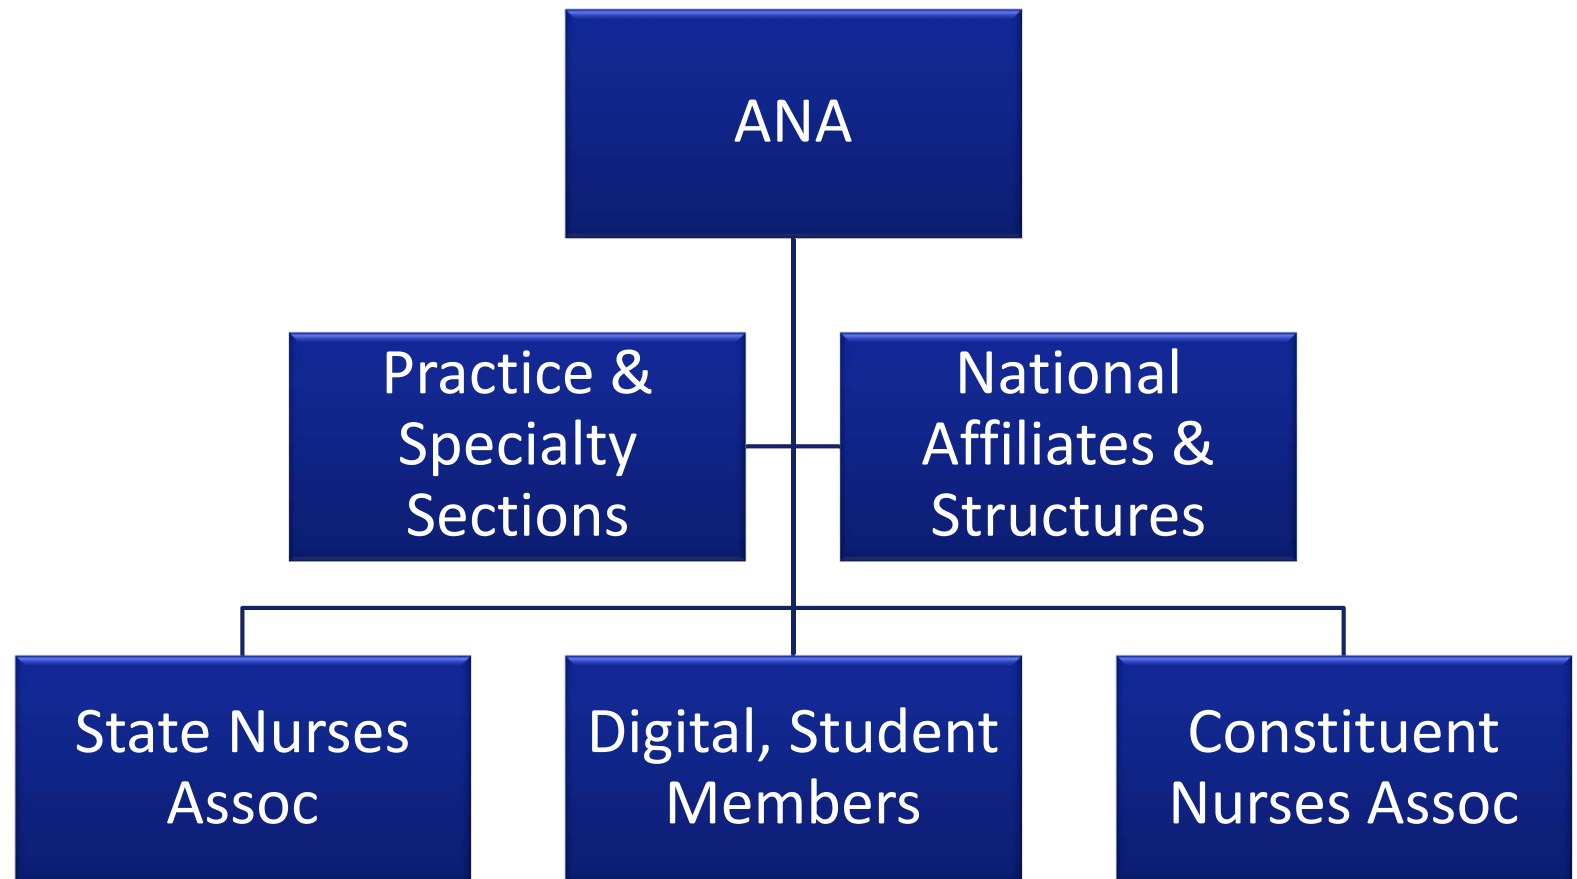 ANA
Practice &
Specialty
Sections
National
Affiliates &
Structures
State Nurses
Assoc
Digital, Student
Members
Constituent
Nurses Assoc